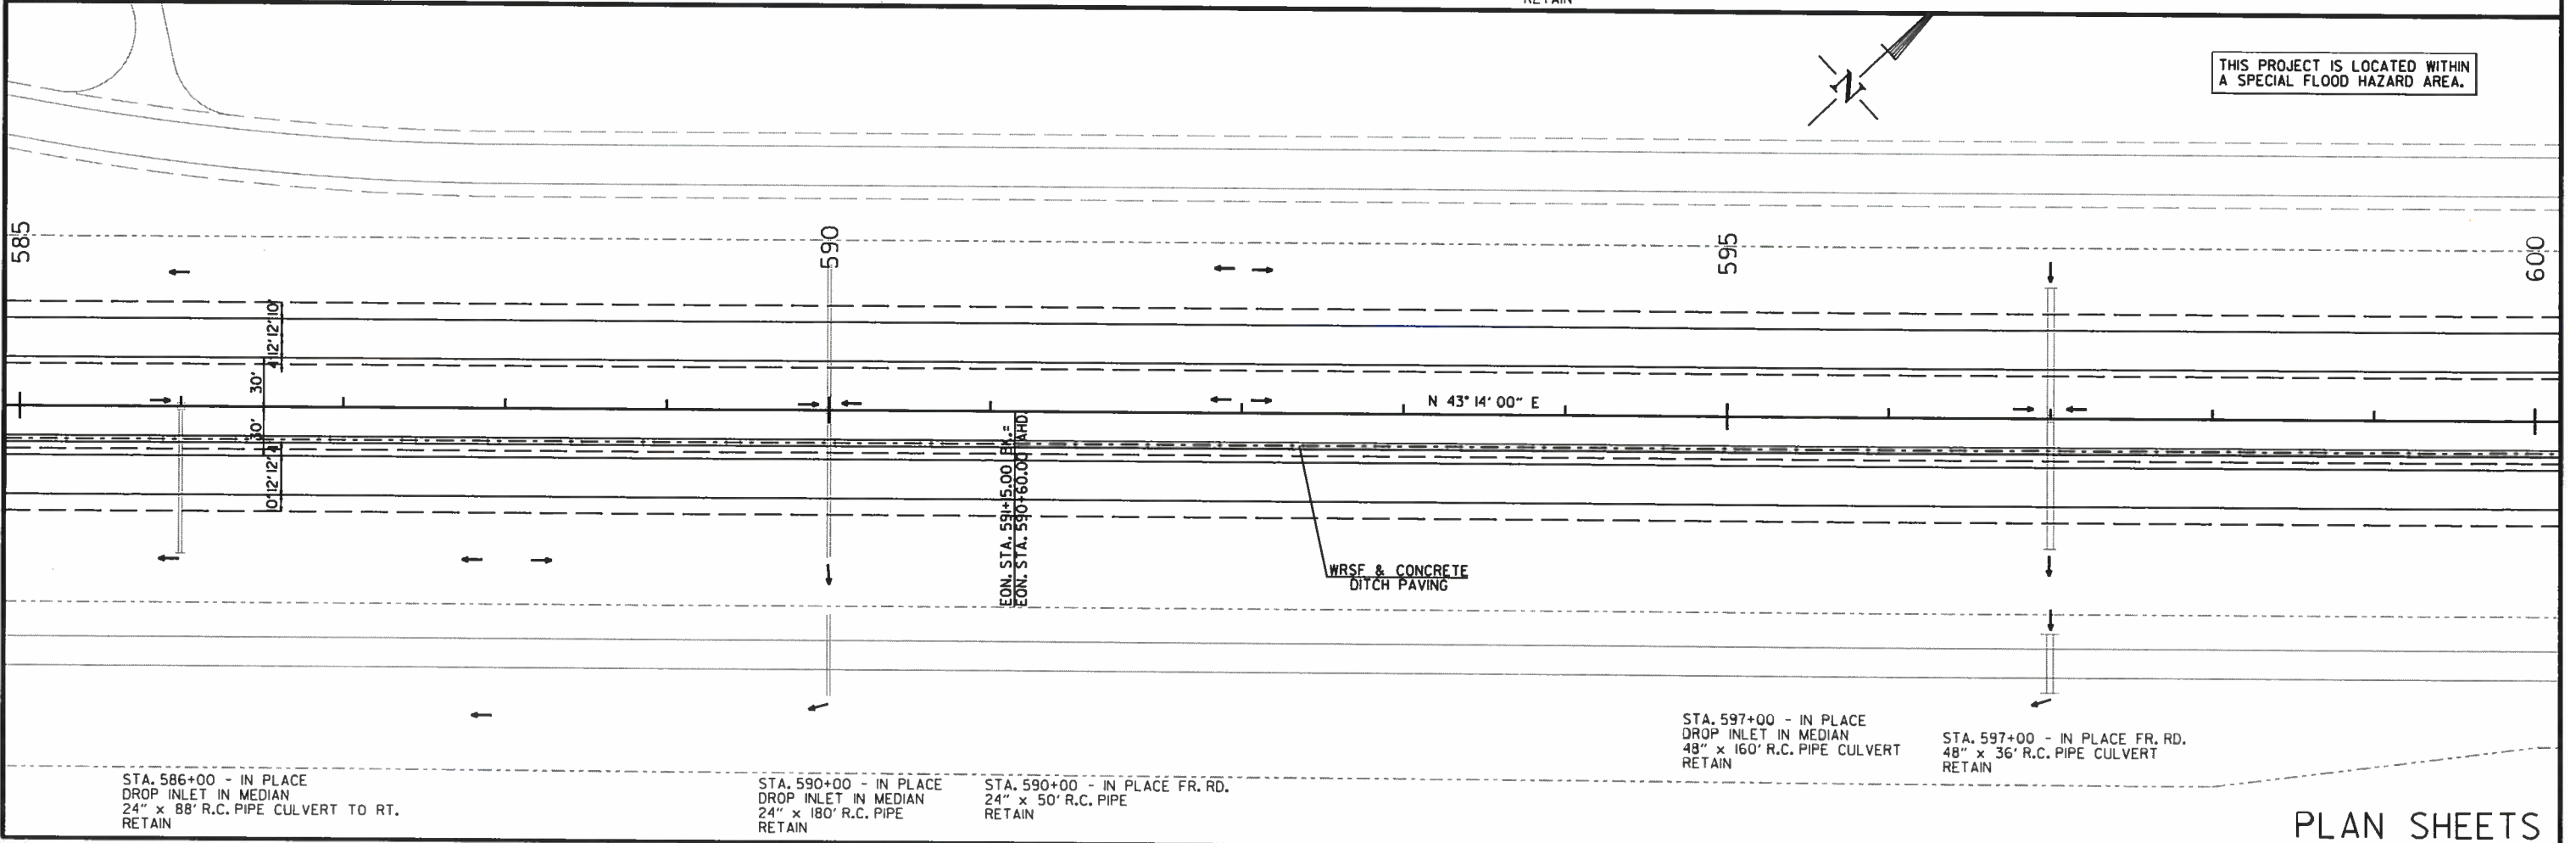 RETAIN
THIS PROJECT IS LOCATED WITHIN
A SPECIAL FLOOD HAZARD AREA.
N
585
590
595
600
4'12'12'10'
30'
30'
N 43° 14' 00" E
EQN. STA. 591+15.00 BK.=
EQN. STA. 590+60.00 AHD.
WRSF & CONCRETE
DITCH PAVING
STA. 586+00 - IN PLACE
DROP INLET IN MEDIAN
24" x 88' R.C. PIPE CULVERT TO RT.
RETAIN
STA. 590+00 - IN PLACE
DROP INLET IN MEDIAN
24" x 180' R.C. PIPE
RETAIN
STA. 590+00 - IN PLACE FR. RD.
24" x 50' R.C. PIPE
RETAIN
STA. 597+00 - IN PLACE
DROP INLET IN MEDIAN
48" x 160' R.C. PIPE CULVERT
RETAIN
STA. 597+00 - IN PLACE FR. RD.
48" x 36' R.C. PIPE CULVERT
RETAIN
PLAN SHEETS